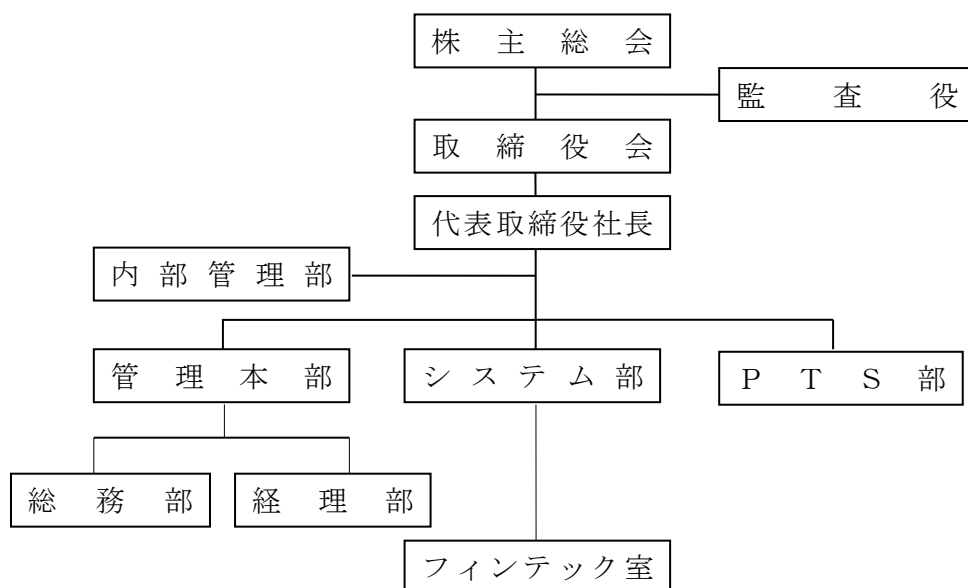 株主総会
監査役
取締役会
代表取締役社長
内部管理部
管理本部
システム部
PTS部
総務部
経理部
フィンテック室